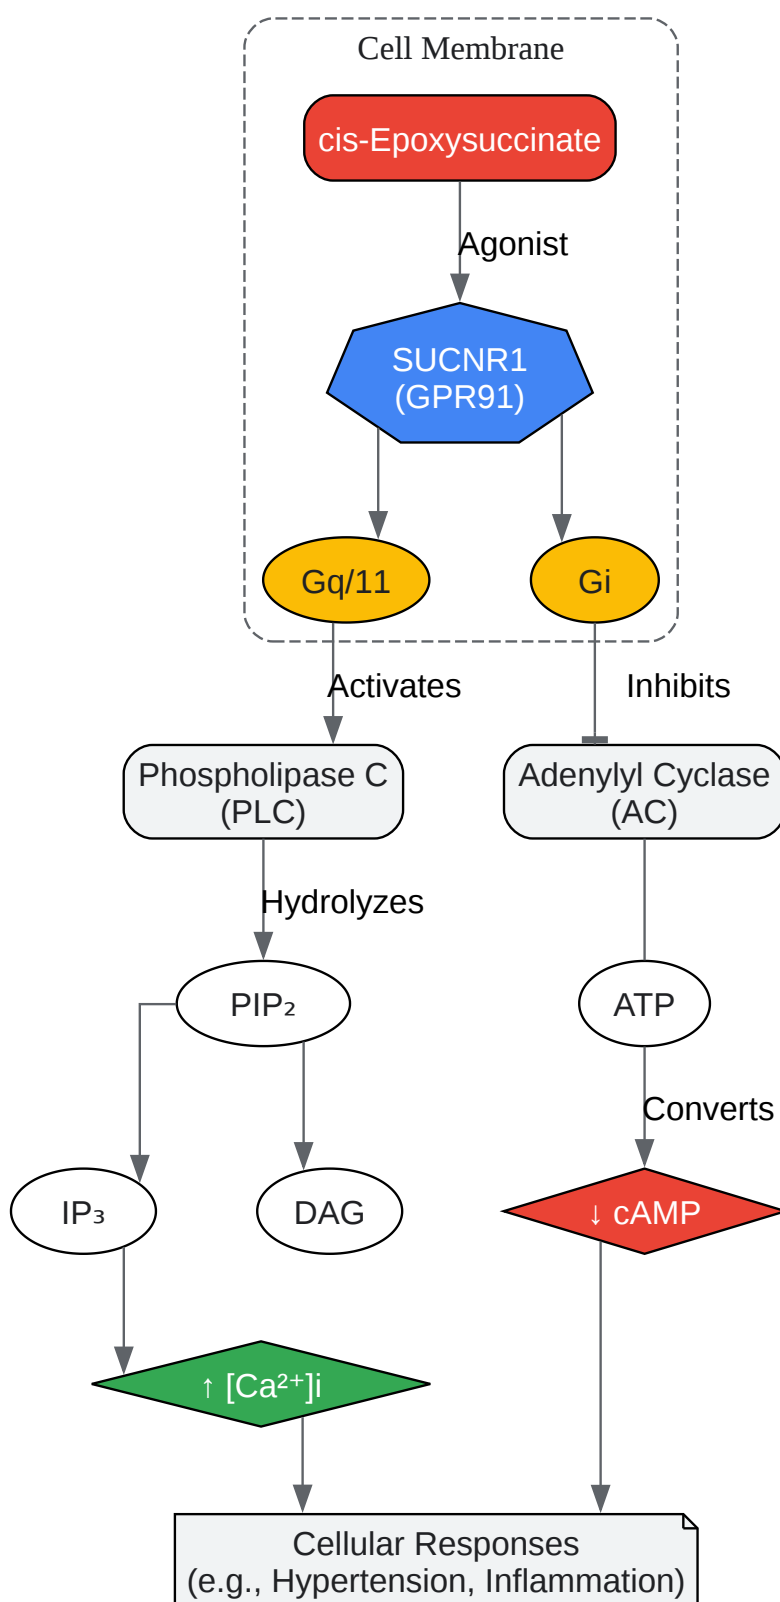 Cell Membrane
cis-Epoxysuccinate
Agonist
SUCNR1
(GPR91)
Gq/11
Gi
Activates
Inhibits
Phospholipase C
(PLC)
Adenylyl Cyclase
(AC)
Hydrolyzes
PIP₂
ATP
Converts
IP₃
DAG
↓ cAMP
↑ [Ca²⁺]i
Cellular Responses
(e.g., Hypertension, Inflammation)